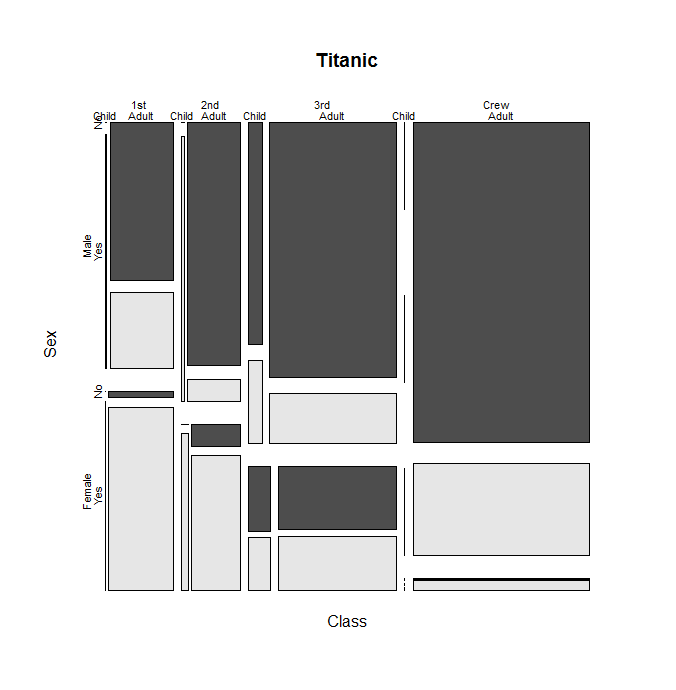 Titanic
1st 2nd 3rd Crew
Child Adult Child Adult Child Adult Child Adult
No
Male
Yes
Sex
No
Female
Yes
Class